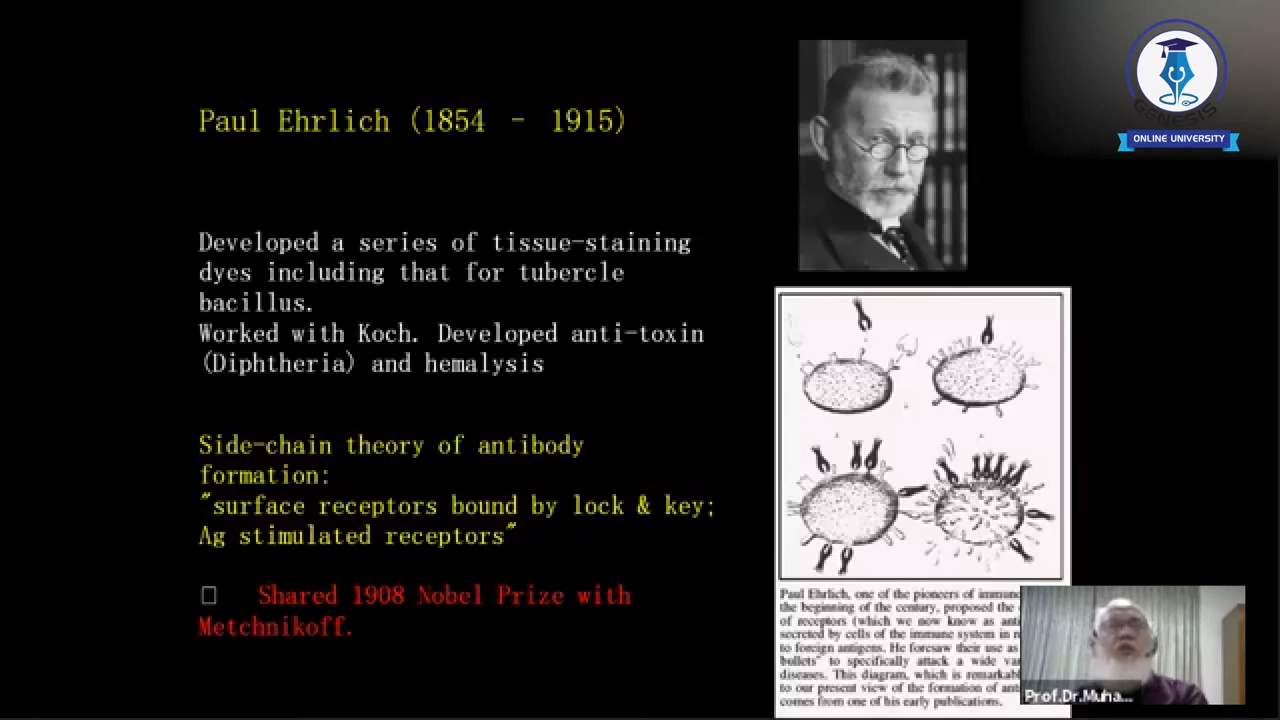 Paul Ehrlich (1854 – 1915)
Developed a series of tissue-staining
dyes including that for tubercle
bacillus.
Worked with Koch. Developed anti-toxin
(Diphtheria) and hemalysis
Side-chain theory of antibody
formation:
"surface receptors bound by lock & key;
Ag stimulated receptors"
□ Shared 1908 Nobel Prize with
Metchnikoff.
GENESIS
ONLINE UNIVERSITY
Paul Ehrlich, one of the pioneers of immuno
the beginning of the century, proposed the
of receptors (which we now know as anti
secreted by cells of the immune system in r
to foreign antigens. He foresaw their use as
bullets" to specifically attack a wide var
diseases. This diagram, which is remarkabl
to our present view of the formation of ant
comes from one of his early publications.
Prof.Dr.Muha...